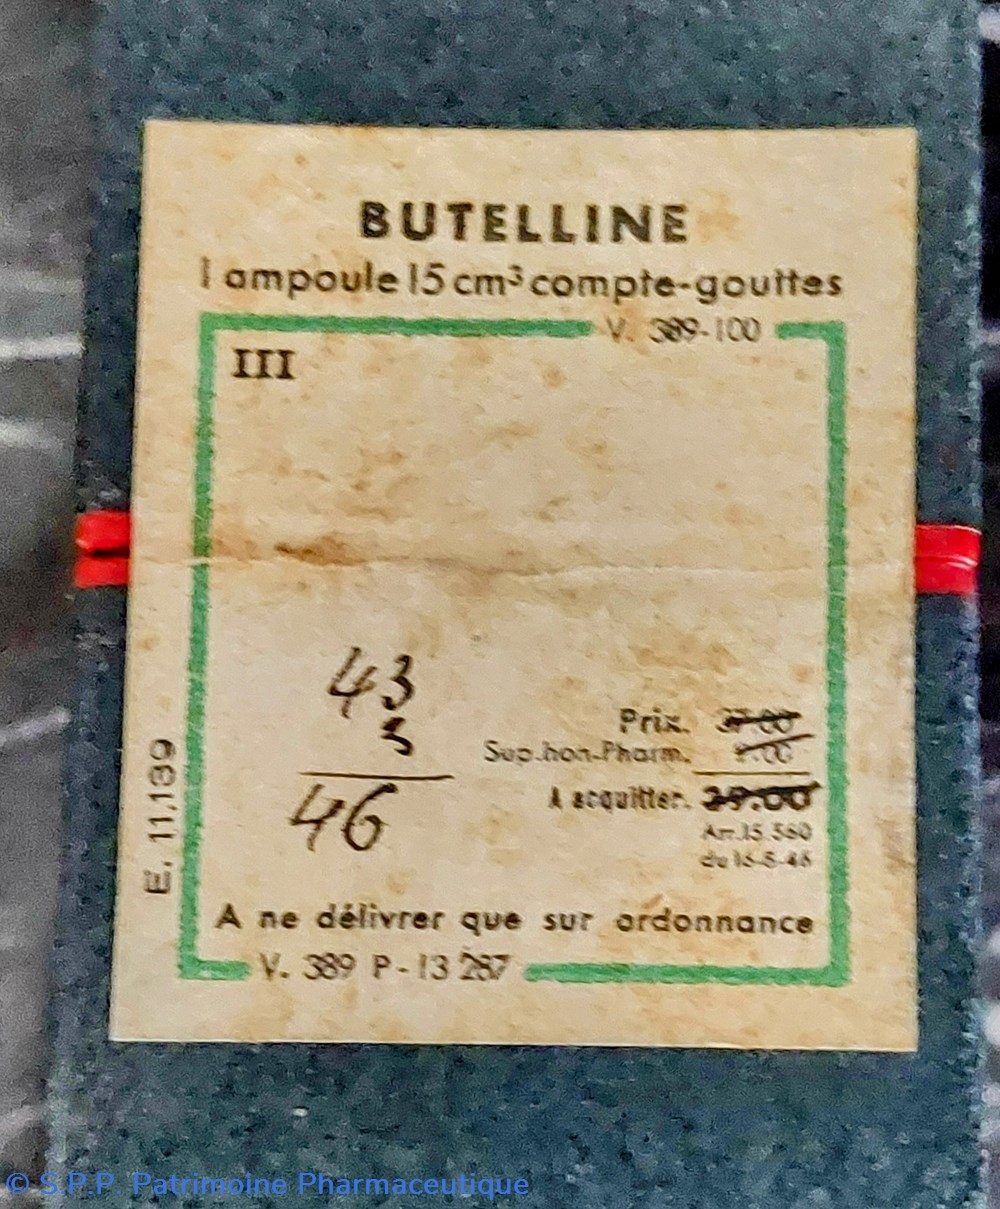 BUTELLINE
1 ampoule 15 cm³ compte-gouttes
V. 389-100
III
43
3
46
Prix. 37.00
Sup.hon-Pharm. 2.00
A acquitter. 39.00
Arr.15.560
du 16-5-46
E. 11.189
A ne délivrer que sur ordonnance
V. 389 P-13 287
© S.P.P. Patrimoine Pharmaceutique